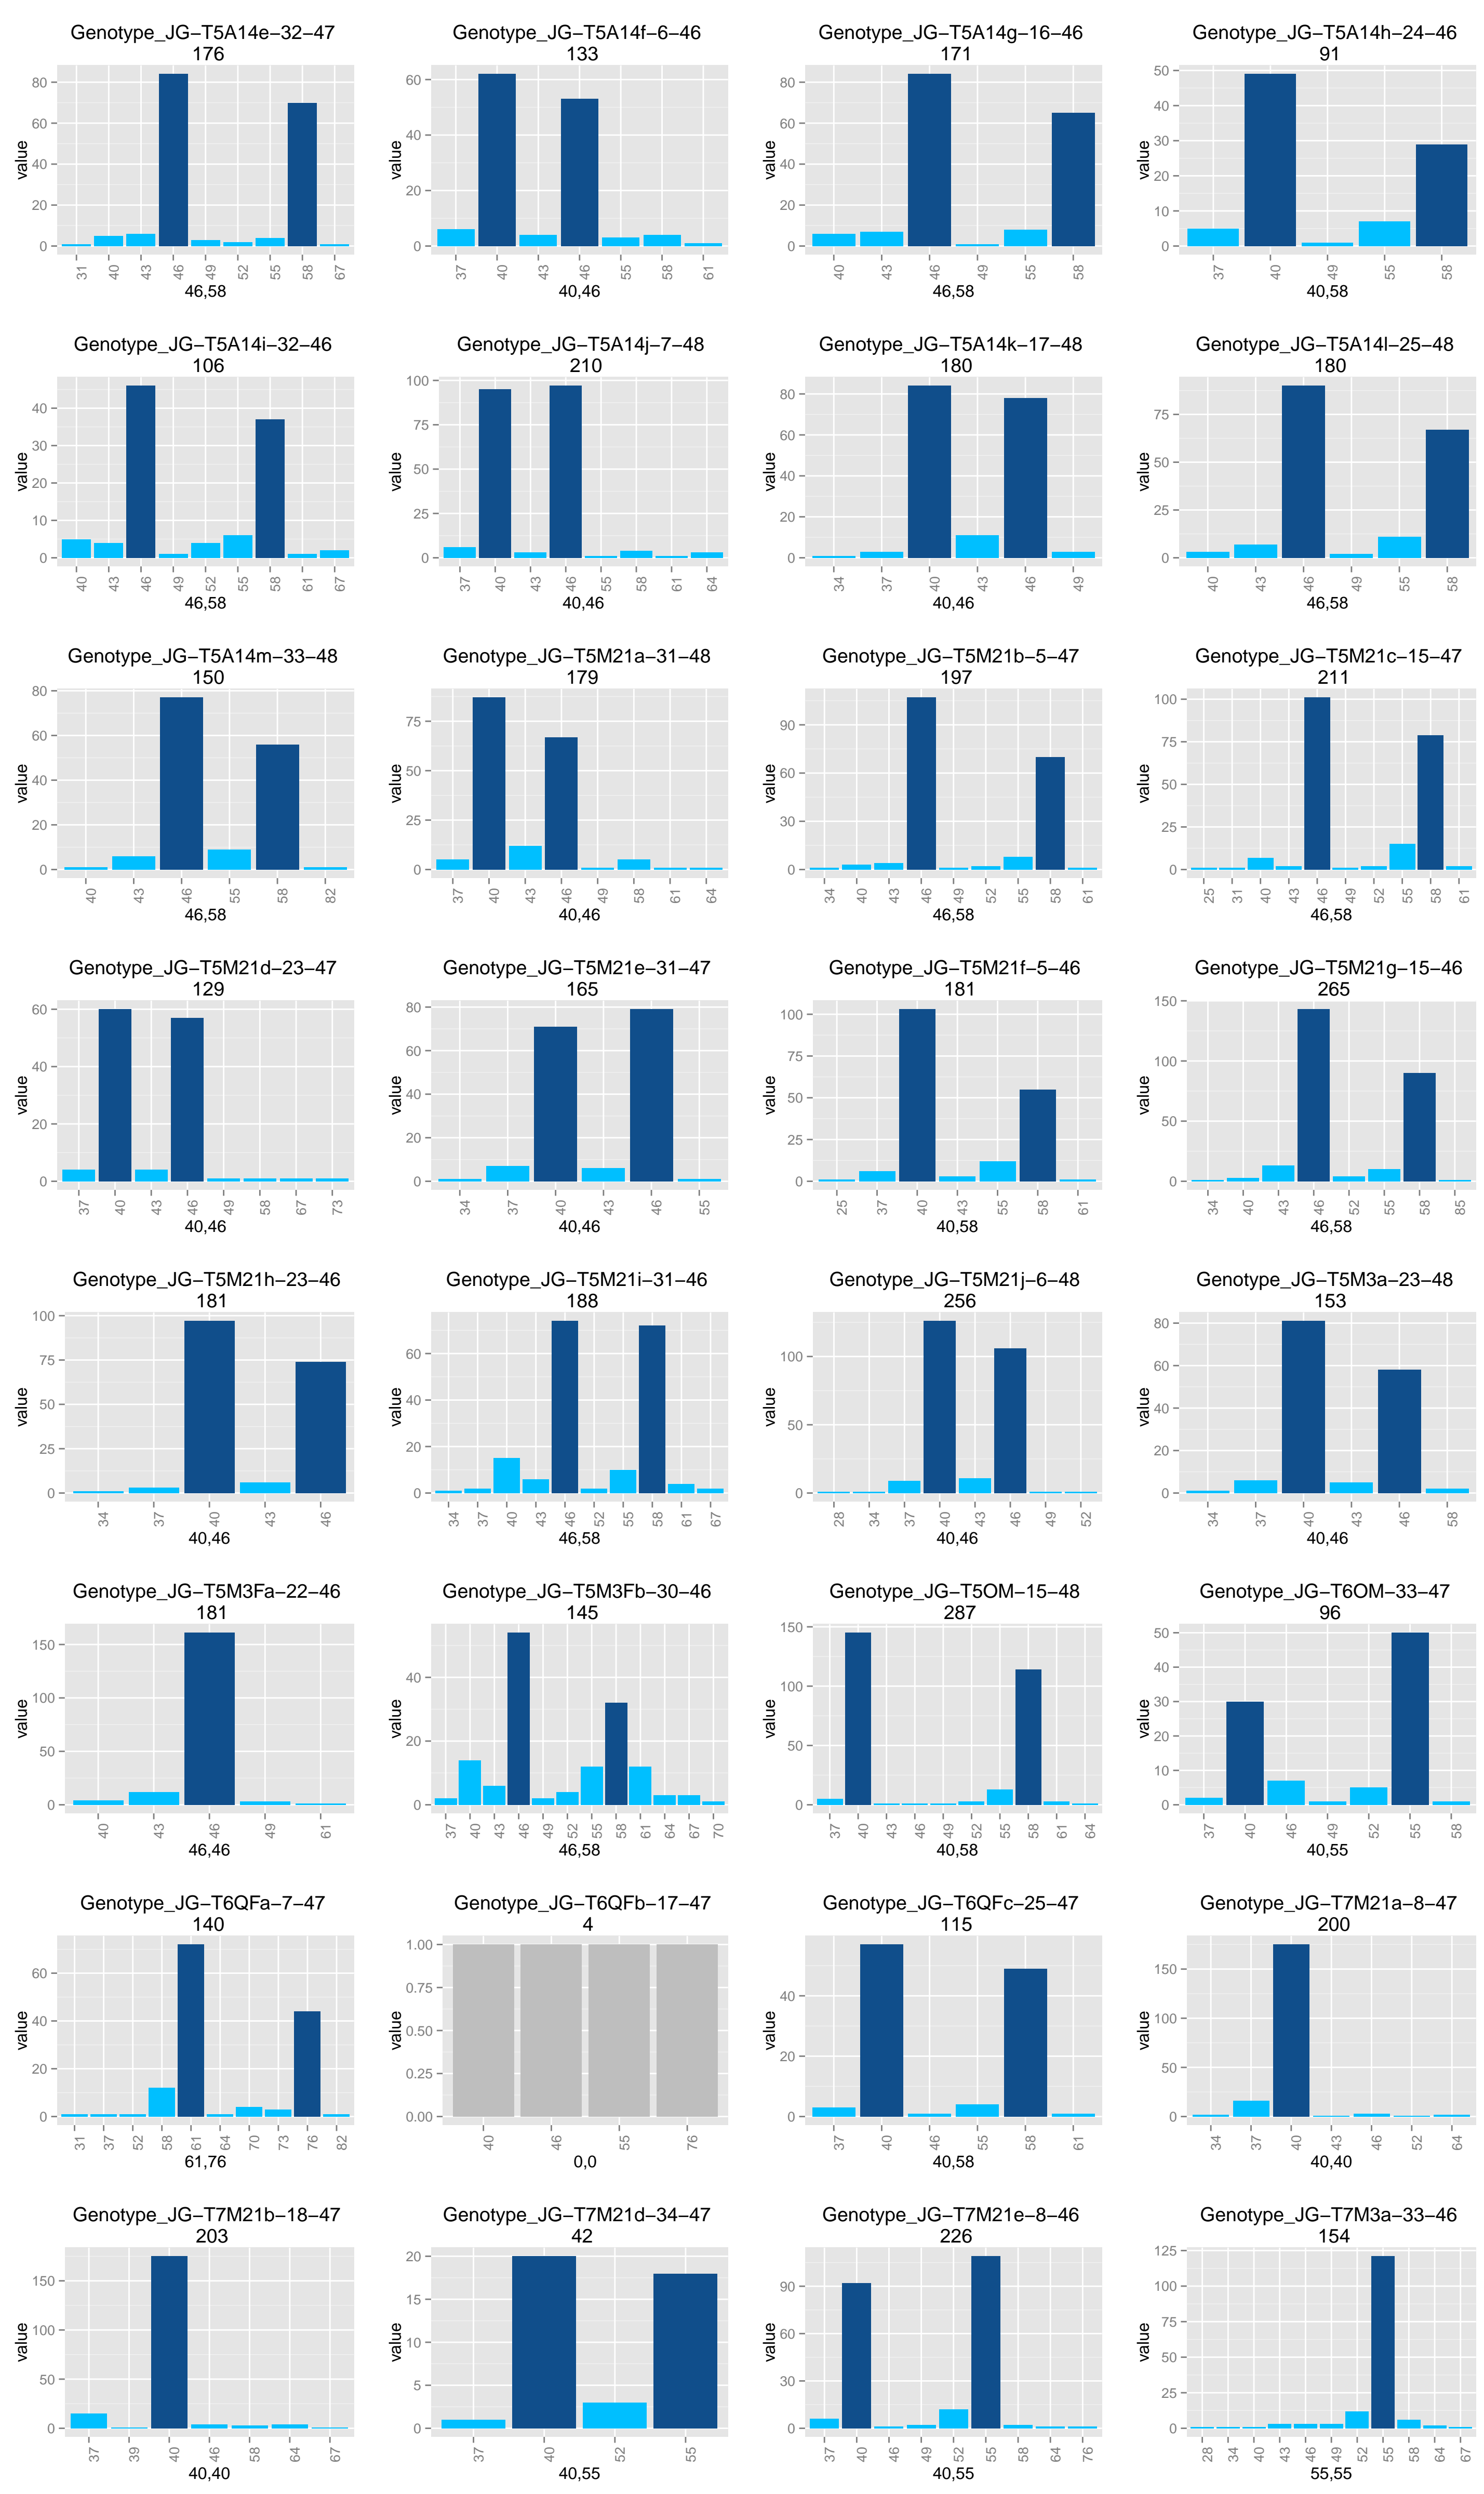 Genotype_JG−T5A14e−32−47
176
80
60
40
20
0
value
31 40 43 46 49 52 55 58 67
46,58
Genotype_JG−T5A14f−6−46
133
60
40
20
0
value
37 40 43 46 55 58 61
40,46
Genotype_JG−T5A14g−16−46
171
80
60
40
20
0
value
40 43 46 49 55 58
46,58
Genotype_JG−T5A14h−24−46
91
50
40
30
20
10
0
value
37 40 49 55 58
40,58
Genotype_JG−T5A14i−32−46
106
40
30
20
10
0
value
40 43 46 49 52 55 58 61 67
46,58
Genotype_JG−T5A14j−7−48
210
100
75
50
25
0
value
37 40 43 46 55 58 61 64
40,46
Genotype_JG−T5A14k−17−48
180
80
60
40
20
0
value
34 37 40 43 46 49
40,46
Genotype_JG−T5A14l−25−48
180
75
50
25
0
value
40 43 46 49 55 58
46,58
Genotype_JG−T5A14m−33−48
150
80
60
40
20
0
value
40 43 46 55 58 82
46,58
Genotype_JG−T5M21a−31−48
179
75
50
25
0
value
37 40 43 46 49 58 61 64
40,46
Genotype_JG−T5M21b−5−47
197
90
60
30
0
value
34 40 43 46 49 52 55 58 61
46,58
Genotype_JG−T5M21c−15−47
211
100
75
50
25
0
value
25 31 40 43 46 49 52 55 58 61
46,58
Genotype_JG−T5M21d−23−47
129
60
40
20
0
value
37 40 43 46 49 58 67 73
40,46
Genotype_JG−T5M21e−31−47
165
80
60
40
20
0
value
34 37 40 43 46 55
40,46
Genotype_JG−T5M21f−5−46
181
100
75
50
25
0
value
25 37 40 43 55 58 61
40,58
Genotype_JG−T5M21g−15−46
265
150
100
50
0
value
34 40 43 46 52 55 58 85
46,58
Genotype_JG−T5M21h−23−46
181
100
75
50
25
0
value
34 37 40 43 46
40,46
Genotype_JG−T5M21i−31−46
188
60
40
20
0
value
34 37 40 43 46 52 55 58 61 67
46,58
Genotype_JG−T5M21j−6−48
256
100
50
0
value
28 34 37 40 43 46 49 52
40,46
Genotype_JG−T5M3a−23−48
153
80
60
40
20
0
value
34 37 40 43 46 58
40,46
Genotype_JG−T5M3Fa−22−46
181
150
100
50
0
value
40 43 46 49 61
46,46
Genotype_JG−T5M3Fb−30−46
145
40
20
0
value
37 40 43 46 49 52 55 58 61 64 67 70
46,58
Genotype_JG−T5OM−15−48
287
150
100
50
0
value
37 40 43 46 49 52 55 58 61 64
40,58
Genotype_JG−T6OM−33−47
96
50
40
30
20
10
0
value
37 40 46 49 52 55 58
40,55
Genotype_JG−T6QFa−7−47
140
60
40
20
0
value
31 37 52 58 61 64 70 73 76 82
61,76
Genotype_JG−T6QFb−17−47
4
1.00
0.75
0.50
0.25
0.00
value
40 46 55 76
0,0
Genotype_JG−T6QFc−25−47
115
40
20
0
value
37 40 46 55 58 61
40,58
Genotype_JG−T7M21a−8−47
200
150
100
50
0
value
34 37 40 43 46 52 64
40,40
Genotype_JG−T7M21b−18−47
203
150
100
50
0
value
37 39 40 46 58 64 67
40,40
Genotype_JG−T7M21d−34−47
42
20
15
10
5
0
value
37 40 52 55
40,55
Genotype_JG−T7M21e−8−46
226
90
60
30
0
value
37 40 46 49 52 55 58 64 76
40,55
Genotype_JG−T7M3a−33−46
154
125
100
75
50
25
0
value
28 34 40 43 46 49 52 55 58 64 67
55,55